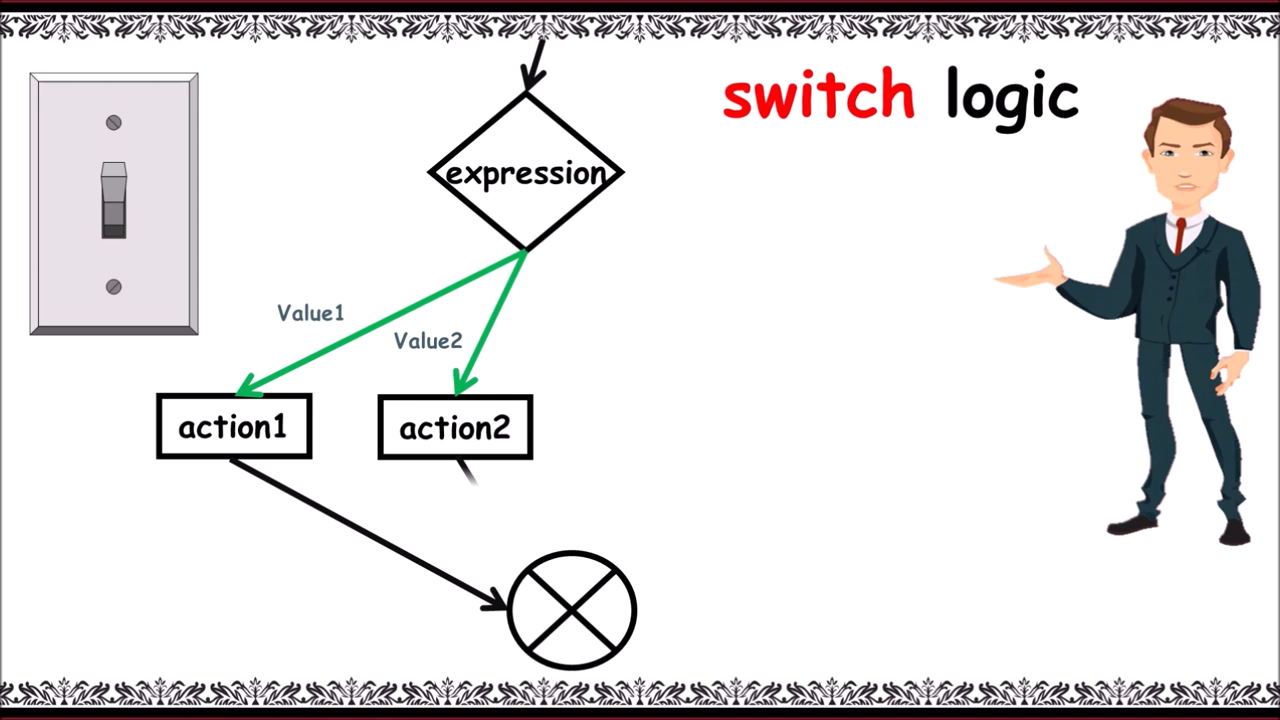 switch logic
expression
Value1
Value2
action1
action2